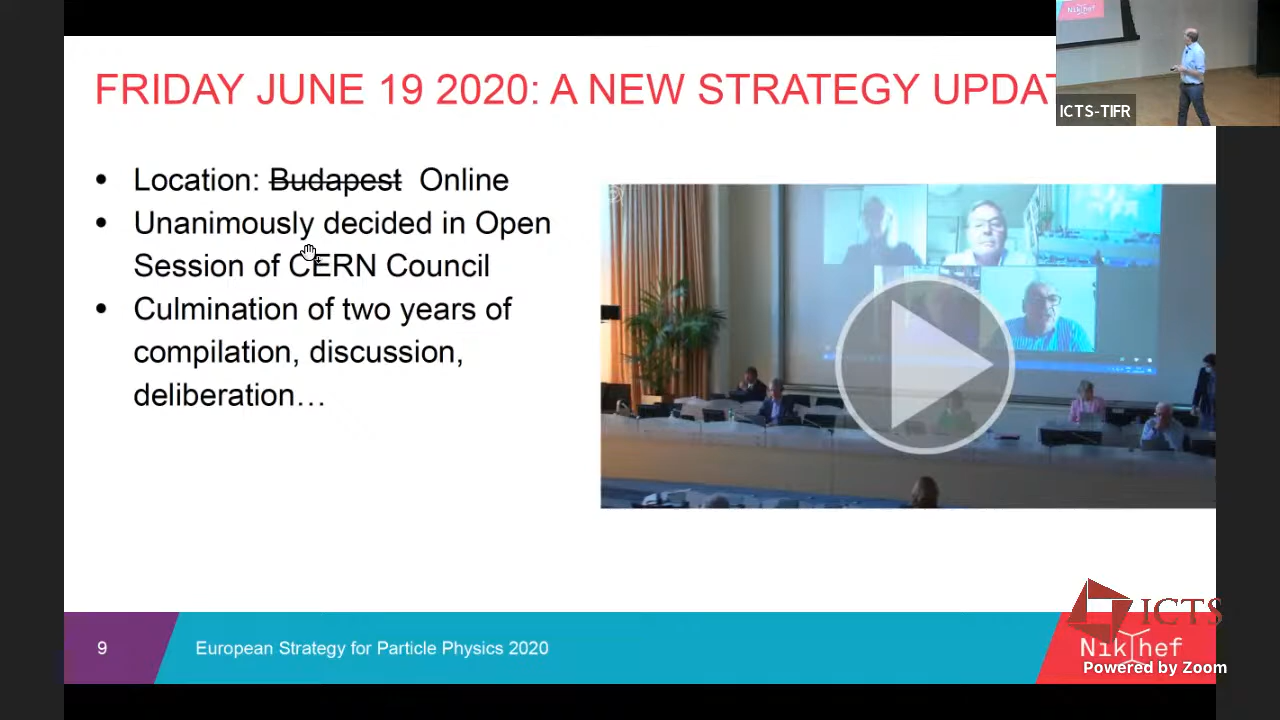 FRIDAY JUNE 19 2020: A NEW STRATEGY UPDAT
Nikhef
ICTS-TIFR
• Location: Budapest Online
• Unanimously decided in Open
Session of CERN Council
• Culmination of two years of
compilation, discussion,
deliberation…
ICTS
9
European Strategy for Particle Physics 2020
Nikhef
Powered by Zoom